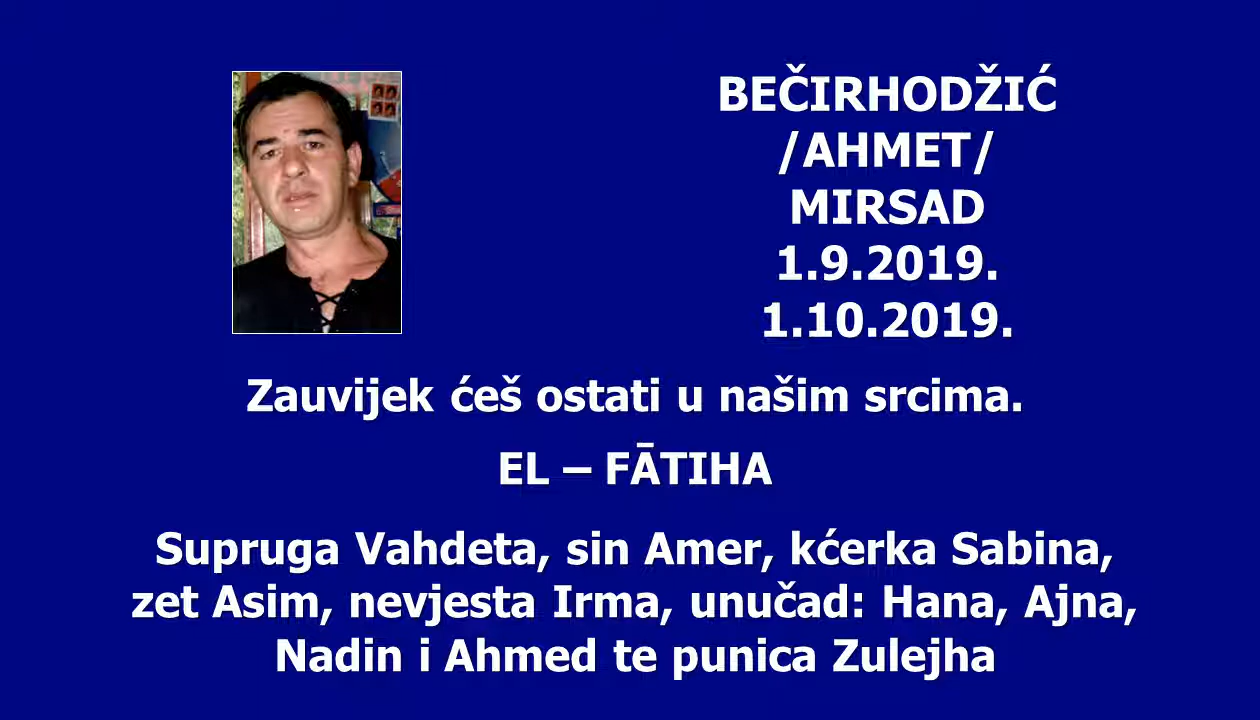 BEČIRHODŽIĆ
/AHMET/
MIRSAD
1.9.2019.
1.10.2019.
Zauvijek ćeš ostati u našim srcima.
EL – FĀTIHA
Supruga Vahdeta, sin Amer, kćerka Sabina,
zet Asim, nevjesta Irma, unučad: Hana, Ajna,
Nadin i Ahmed te punica Zulejha